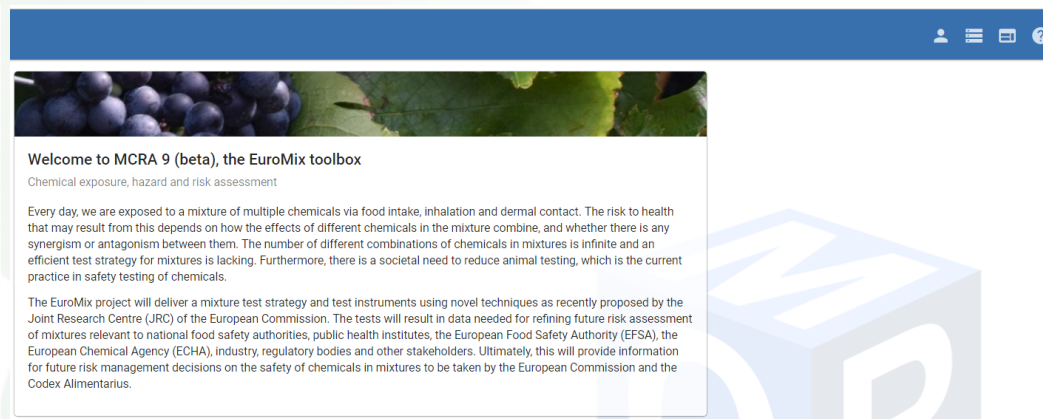 Welcome to MCRA 9 (beta), the EuroMix toolbox
Chemical exposure, hazard and risk assessment
Every day, we are exposed to a mixture of multiple chemicals via food intake, inhalation and dermal contact. The risk to health
that may result from this depends on how the effects of different chemicals in the mixture combine, and whether there is any
synergism or antagonism between them. The number of different combinations of chemicals in mixtures is infinite and an
efficient test strategy for mixtures is lacking. Furthermore, there is a societal need to reduce animal testing, which is the current
practice in safety testing of chemicals.
The EuroMix project will deliver a mixture test strategy and test instruments using novel techniques as recently proposed by the
Joint Research Centre (JRC) of the European Commission. The tests will result in data needed for refining future risk assessment
of mixtures relevant to national food safety authorities, public health institutes, the European Food Safety Authority (EFSA), the
European Chemical Agency (ECHA), industry, regulatory bodies and other stakeholders. Ultimately, this will provide information
for future risk management decisions on the safety of chemicals in mixtures to be taken by the European Commission and the
Codex Alimentarius.
M